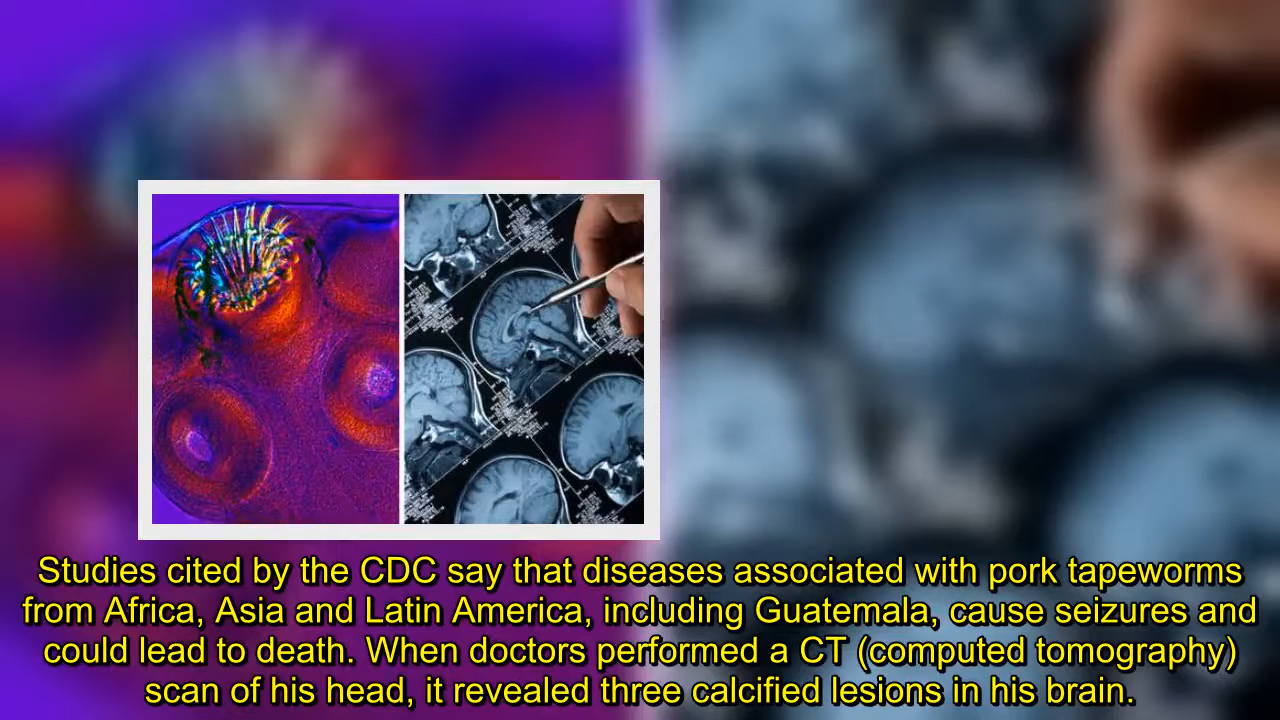 Studies cited by the CDC say that diseases associated with pork tapeworms
from Africa, Asia and Latin America, including Guatemala, cause seizures and
could lead to death. When doctors performed a CT (computed tomography)
scan of his head, it revealed three calcified lesions in his brain.